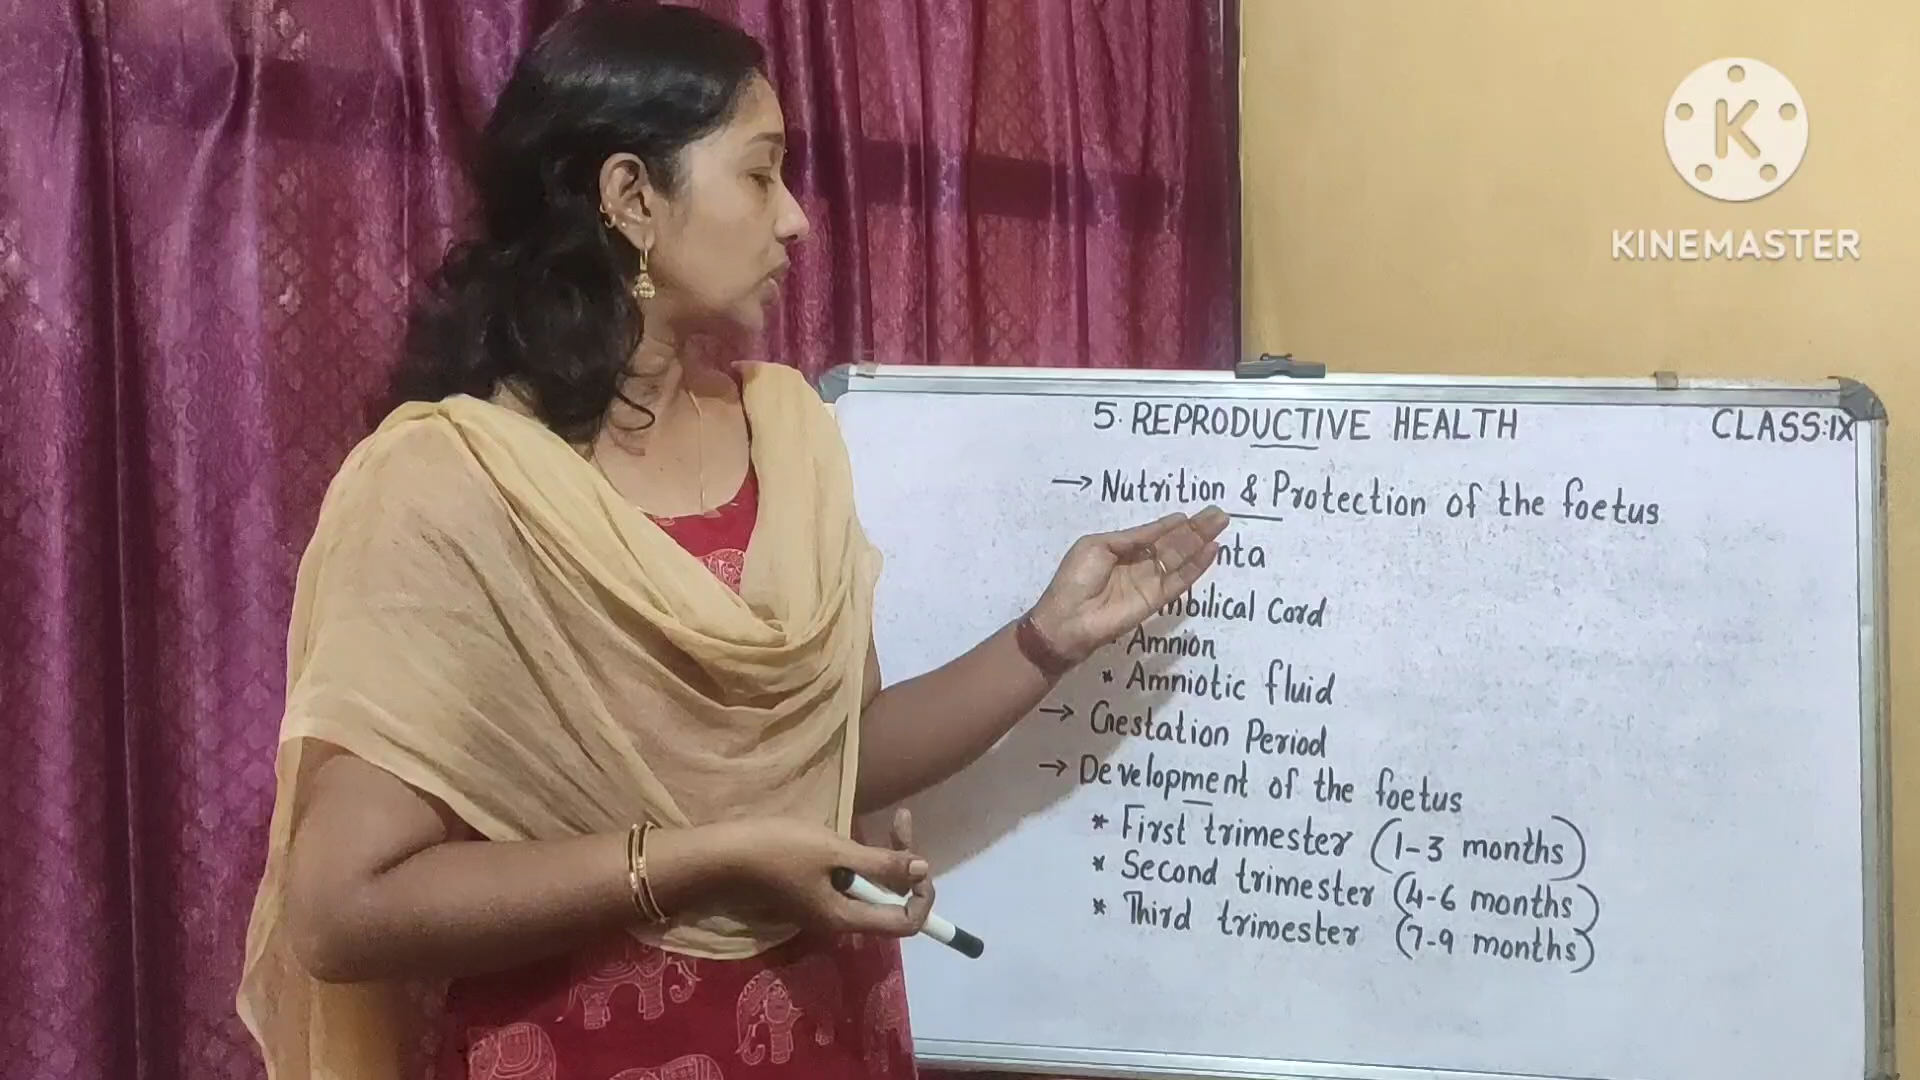 K
KINEMASTER
5. REPRODUCTIVE HEALTH CLASS:IX
→ Nutrition & Protection of the foetus
nta
mbilical Cord
Amnion
* Amniotic fluid
→ Gestation Period
→ Development of the foetus
* First trimester (1-3 months)
* Second trimester (4-6 months)
* Third trimester (7-9 months)